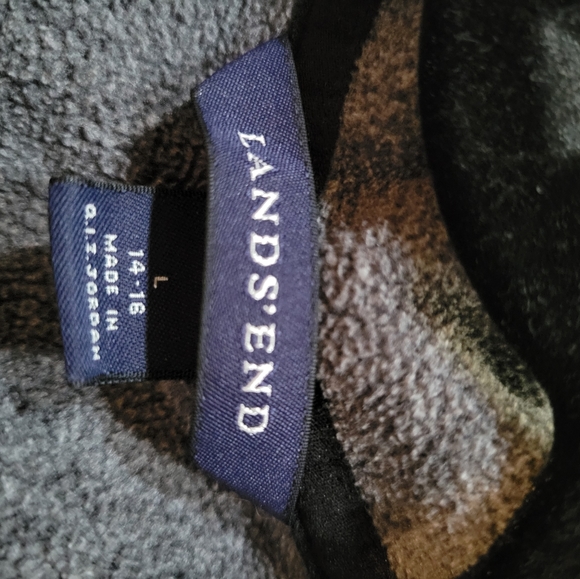 LANDS' END
L
14-16
MADE IN
Q.I.Z.JORDAN